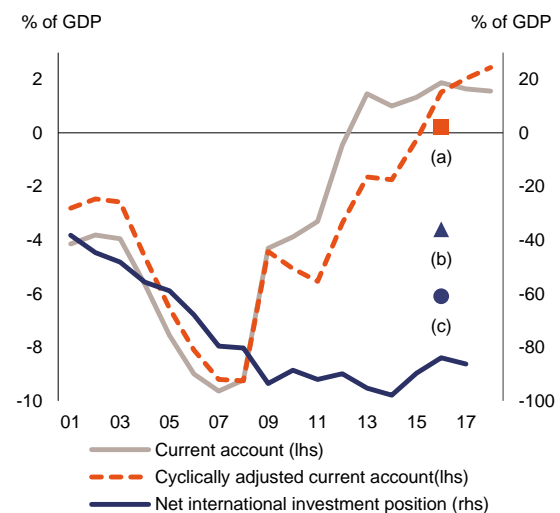 % of GDP % of GDP
2 20
0 0
(a)
-2 -20
-4 -40
(b)
-6 -60
(c)
-8 -80
-10 -100
01 03 05 07 09 11 13 15 17
Current account (lhs)
Cyclically adjusted current account(lhs)
Net international investment position (rhs)